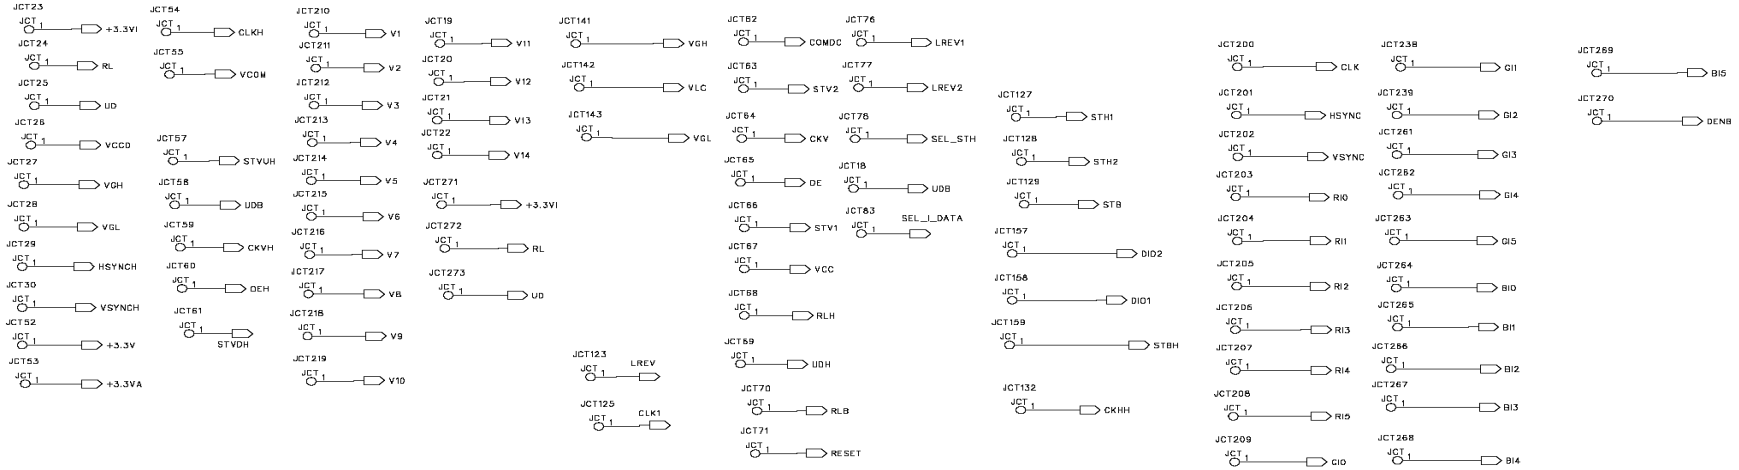 JCT23
JCT 1 +3.3VI
JCT24
JCT 1 RL
JCT25
JCT 1 UD
JCT26
JCT 1 VCCD
JCT27
JCT 1 VGH
JCT28
JCT 1 VGL
JCT29
JCT 1 HSYNCH
JCT30
JCT 1 VSYNCH
JCT52
JCT 1 +3.3V
JCT53
JCT 1 +3.3VA
JCT54
JCT 1 CLKH
JCT55
JCT 1 VCOM
JCT57
JCT 1 STVUH
JCT58
JCT 1 UDB
JCT59
JCT 1 CKVH
JCT60
JCT 1 OEH
JCT61
JCT 1
STVDH
JCT210
JCT 1 V1
JCT211
JCT 1 V2
JCT212
JCT 1 V3
JCT213
JCT 1 V4
JCT214
JCT 1 V5
JCT215
JCT 1 V6
JCT216
JCT 1 V7
JCT217
JCT 1 V8
JCT218
JCT 1 V9
JCT219
JCT 1 V10
JCT19
JCT 1 V11
JCT20
JCT 1 V12
JCT21
JCT 1 V13
JCT22
JCT 1 V14
JCT271
JCT 1 +3.3VI
JCT272
JCT 1 RL
JCT273
JCT 1 UD
JCT141
JCT 1 VGH
JCT142
JCT 1 VLC
JCT143
JCT 1 VGL
JCT123 LREV
JCT 1
JCT125 CLK1
JCT 1
JCT62
JCT 1 COMDC
JCT63
JCT 1 STV2
JCT64
JCT 1 CKV
JCT65
JCT 1 OE
JCT66
JCT 1 STV1
JCT67
JCT 1 VCC
JCT68
JCT 1 RLH
JCT69
JCT 1 UDH
JCT70
JCT 1 RLB
JCT71
JCT 1 RESET
JCT76
JCT 1 LREV1
JCT77
JCT 1 LREV2
JCT78
JCT 1 SEL_STH
JCT18
JCT 1 UDB
JCT83 SEL_I_DATA
JCT 1
JCT127
JCT 1 STH1
JCT128
JCT 1 STH2
JCT129
JCT 1 STB
JCT157
JCT 1 DIO2
JCT158
JCT 1 DIO1
JCT159
JCT 1 STBH
JCT132
JCT 1 CKHH
JCT200
JCT 1 CLK
JCT201
JCT 1 HSYNC
JCT202
JCT 1 VSYNC
JCT203
JCT 1 RI0
JCT204
JCT 1 RI1
JCT205
JCT 1 RI2
JCT206
JCT 1 RI3
JCT207
JCT 1 RI4
JCT208
JCT 1 RI5
JCT209
JCT 1 GI0
JCT238
JCT 1 GI1
JCT239
JCT 1 GI2
JCT261
JCT 1 GI3
JCT262
JCT 1 GI4
JCT263
JCT 1 GI5
JCT264
JCT 1 BI0
JCT265
JCT 1 BI1
JCT266
JCT 1 BI2
JCT267
JCT 1 BI3
JCT268
JCT 1 BI4
JCT269
JCT 1 BI5
JCT270
JCT 1 DENB